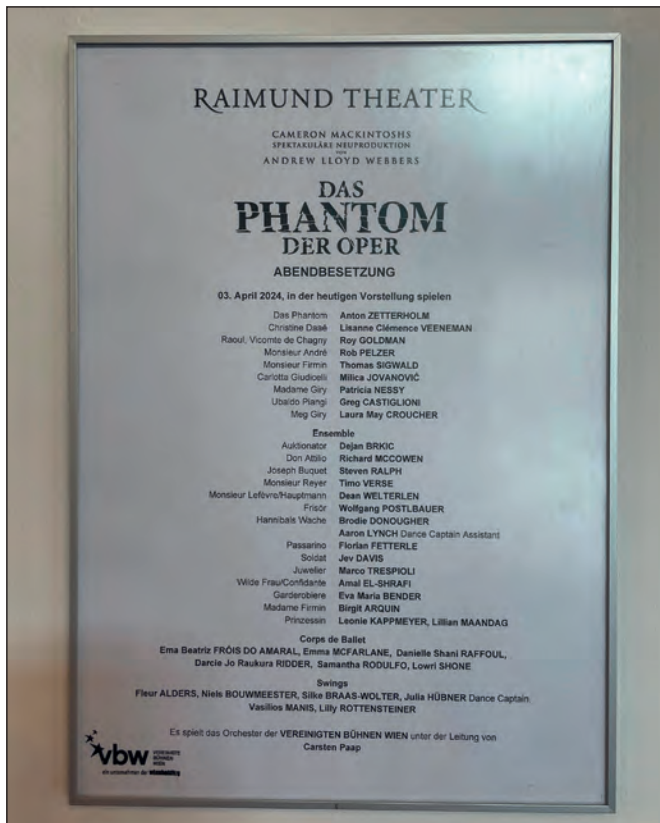 RAIMUND THEATER
CAMERON MACKINTOSHS
SPEKTAKULÄRE NEUPRODUKTION
VON
ANDREW LLOYD WEBBERS
DAS
PHANTOM
DER OPER
ABENDBESETZUNG
03. April 2024, in der heutigen Vorstellung spielen
Das Phantom Anton ZETTERHOLM
Christine Daaé Lisanne Clémence VEENEMAN
Raoul, Vicomte de Chagny Roy GOLDMAN
Monsieur André Rob PELZER
Monsieur Firmin Thomas SIGWALD
Carlotta Giudicelli Milica JOVANOVIĆ
Madame Giry Patricia NESSY
Ubaldo Piangi Greg CASTIGLIONI
Meg Giry Laura May CROUCHER
Ensemble
Auktionator Dejan BRKIC
Don Attilio Richard MCCOWEN
Joseph Buquet Steven RALPH
Monsieur Reyer Timo VERSE
Monsieur Lefèvre/Hauptmann Dean WELTERLEN
Frisör Wolfgang POSTLBAUER
Hannibals Wache Brodie DONOUGHER
Aaron LYNCH Dance Captain Assistant
Passarino Florian FETTERLE
Soldat Jev DAVIS
Juwelier Marco TRESPIOLI
Wilde Frau/Confidante Amal EL-SHRAFI
Garderobiere Eva Maria BENDER
Madame Firmin Birgit ARQUIN
Prinzessin Leonie KAPPMEYER, Lillian MAANDAG
Corps de Ballet
Ema Beatriz FRÓIS DO AMARAL, Emma MCFARLANE, Danielle Shani RAFFOUL,
Darcie Jo Raukura RIDDER, Samantha RODULFO, Lowri SHONE
Swings
Fleur ALDERS, Niels BOUWMEESTER, Silke BRAAS-WOLTER, Julia HÜBNER Dance Captain
Vasilios MANIS, Lilly ROTTENSTEINER
Es spielt das Orchester der VEREINIGTEN BÜHNEN WIEN unter der Leitung von
Carsten Paap
vbw VEREINIGTE
BÜHNEN
WIEN
ein unternehmen der